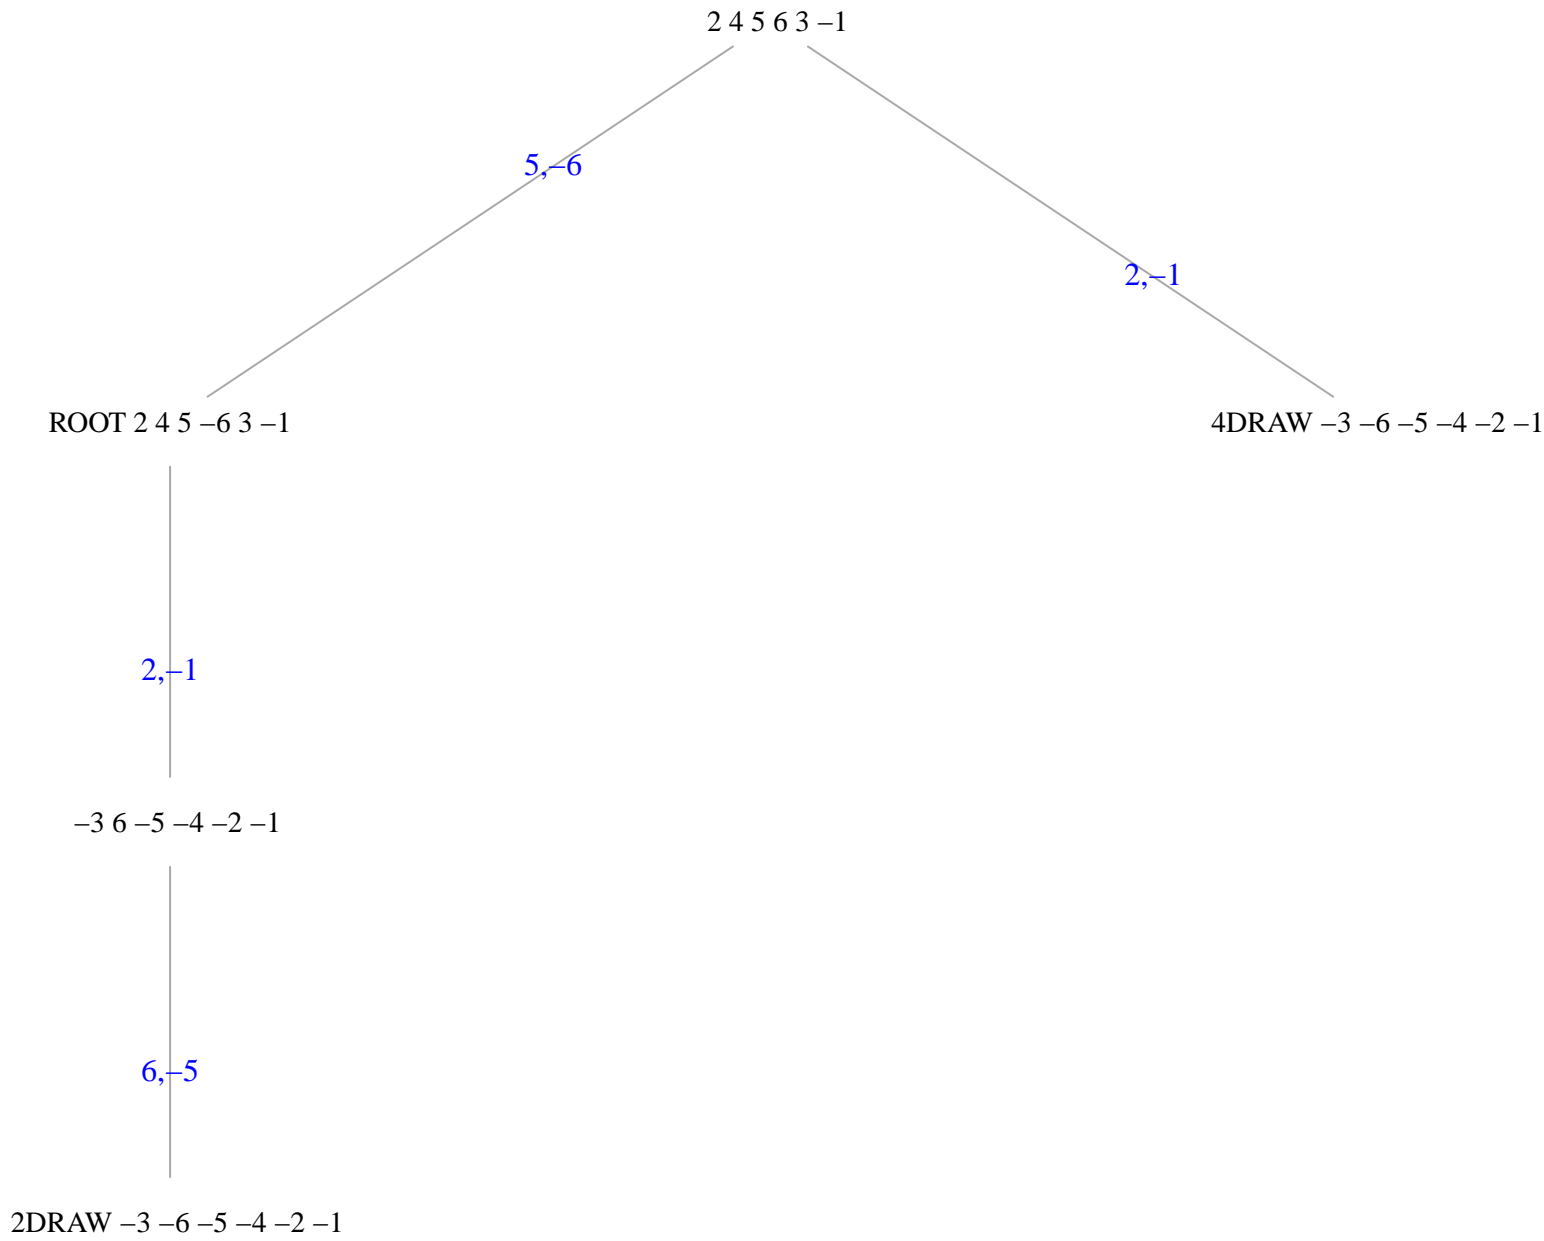 2 4 5 6 3 –1
5,–6
2,–1
ROOT 2 4 5 –6 3 –1
4DRAW –3 –6 –5 –4 –2 –1
2,–1
–3 6 –5 –4 –2 –1
6,–5
2DRAW –3 –6 –5 –4 –2 –1